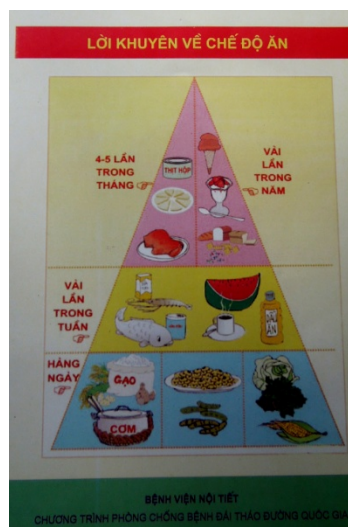 LỜI KHUYÊN VỀ CHẾ ĐỘ ĂN
4-5 LẦN
TRONG
THÁNG
THỊT HỘP
VÀI
LẦN
TRONG
NĂM
VÀI
LẦN
TRONG
TUẦN
DẦU
ĂN
HÀNG
NGÀY
GẠO
CƠM
BỆNH VIỆN NỘI TIẾT
CHƯƠNG TRÌNH PHÒNG CHỐNG BỆNH ĐÁI THÁO ĐƯỜNG QUỐC GIA